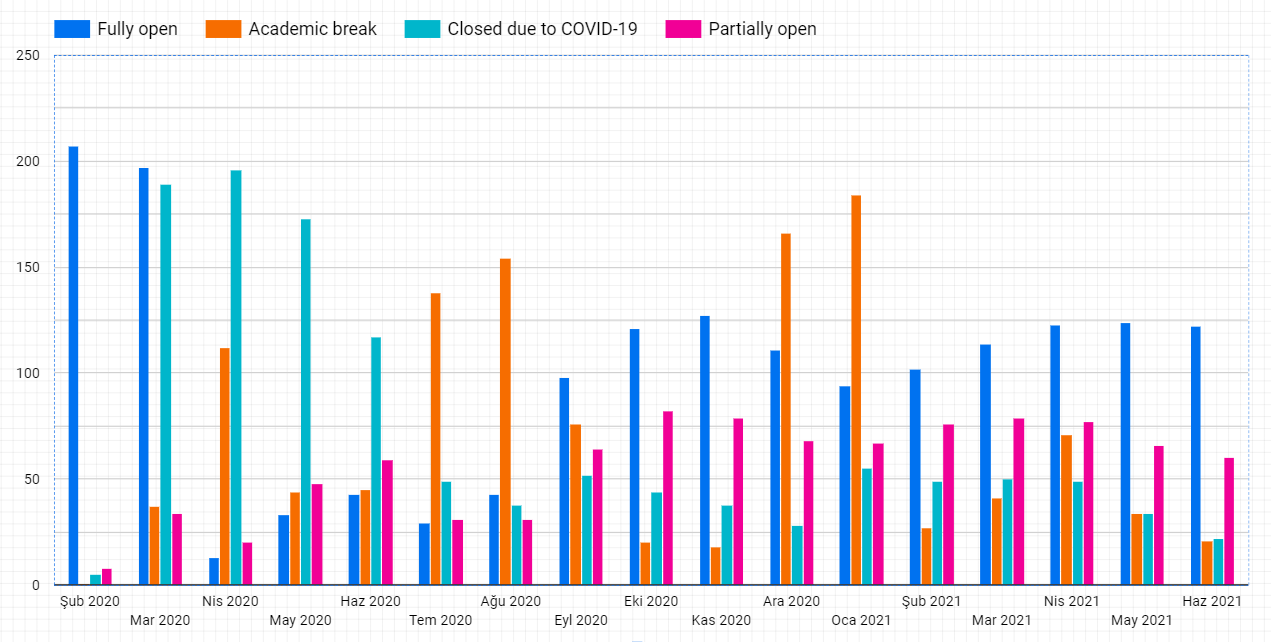 Fully open Academic break Closed due to COVID-19 Partially open
250
200
150
100
50
0
Şub 2020 Nis 2020 Haz 2020 Ağu 2020 Eki 2020 Ara 2020 Şub 2021 Nis 2021 Haz 2021
Mar 2020 May 2020 Tem 2020 Eyl 2020 Kas 2020 Oca 2021 Mar 2021 May 2021